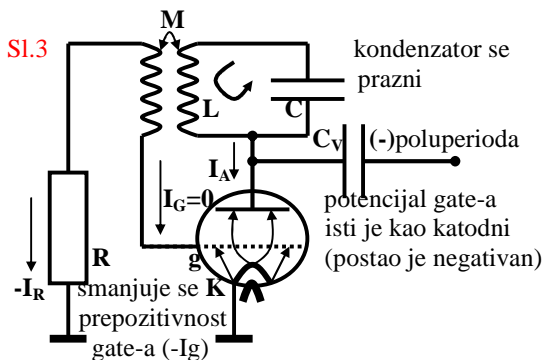 Sl.3
M
kondenzator se
prazni
L
C
C_V
(-)poluperioda
I_A
I_G=0
potencijal gate-a
isti je kao katodni
(postao je negativan)
g
R
-I_R
K
smanjuje se
prepozitivnost
gate-a (-Ig)